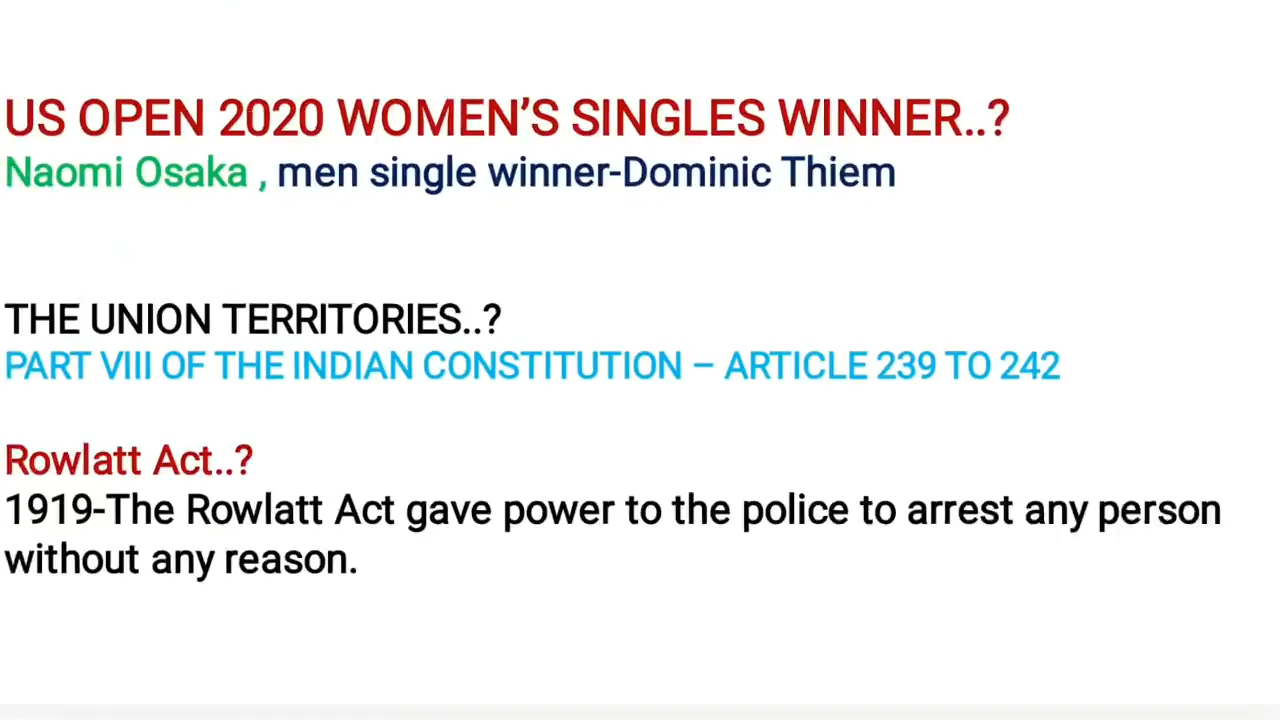 US OPEN 2020 WOMEN’S SINGLES WINNER..?
Naomi Osaka , men single winner-Dominic Thiem
THE UNION TERRITORIES..?
PART VIII OF THE INDIAN CONSTITUTION – ARTICLE 239 TO 242
Rowlatt Act..?
1919-The Rowlatt Act gave power to the police to arrest any person
without any reason.